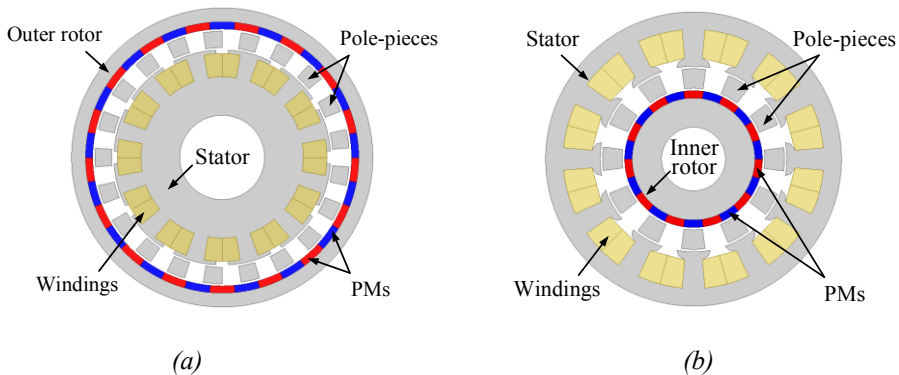 Outer rotor
Pole-pieces
Stator
Windings
PMs
(a)
Stator
Pole-pieces
Inner
rotor
Windings
PMs
(b)